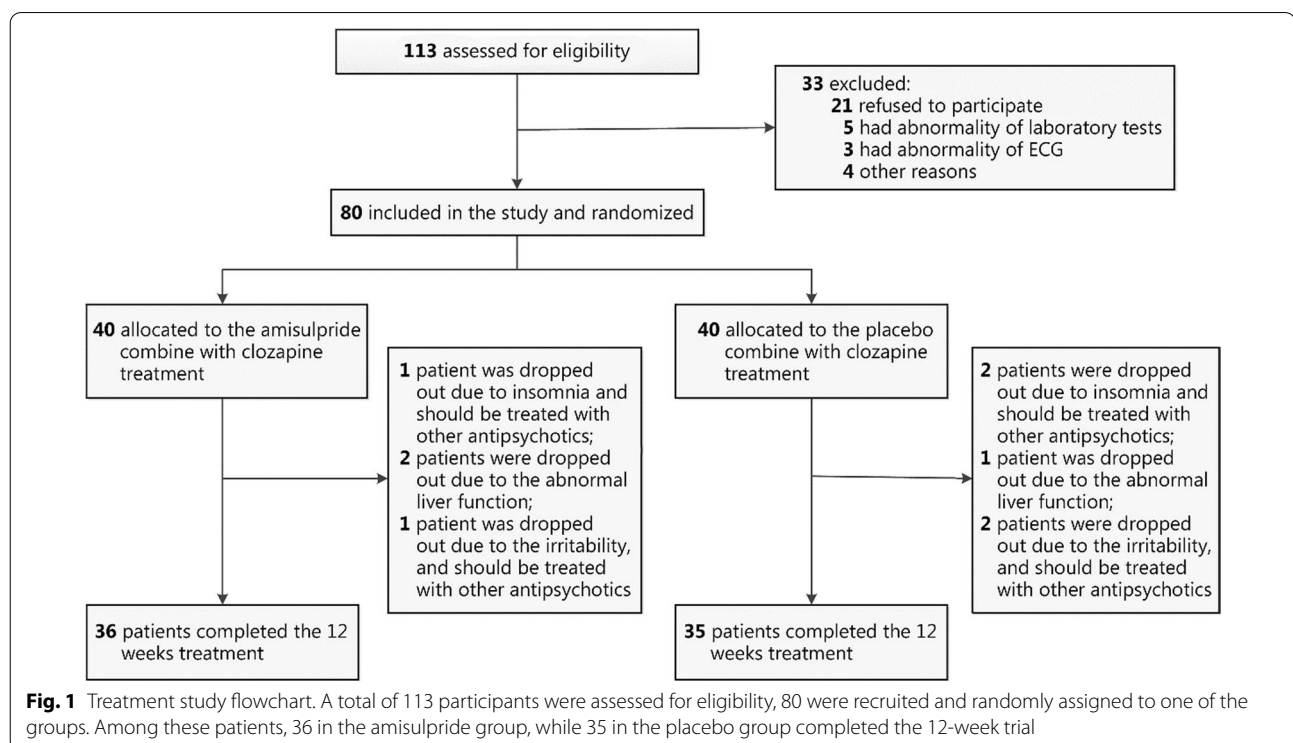 113 assessed for eligibility
33 excluded:
21 refused to participate
5 had abnormality of laboratory tests
3 had abnormality of ECG
4 other reasons
80 included in the study and randomized
40 allocated to the amisulpride
combine with clozapine
treatment
40 allocated to the placebo
combine with clozapine
treatment
1 patient was dropped
out due to insomnia and
should be treated with
other antipsychotics;
2 patients were dropped
out due to the abnormal
liver function;
1 patient was dropped
out due to the irritability,
and should be treated
with other antipsychotics
2 patients were dropped
out due to insomnia and
should be treated with
other antipsychotics;
1 patient was dropped
out due to the abnormal
liver function;
2 patients were dropped
out due to the irritability,
and should be treated
with other antipsychotics
36 patients completed the 12
weeks treatment
35 patients completed the 12
weeks treatment
Fig. 1 Treatment study flowchart. A total of 113 participants were assessed for eligibility, 80 were recruited and randomly assigned to one of the
groups. Among these patients, 36 in the amisulpride group, while 35 in the placebo group completed the 12-week trial